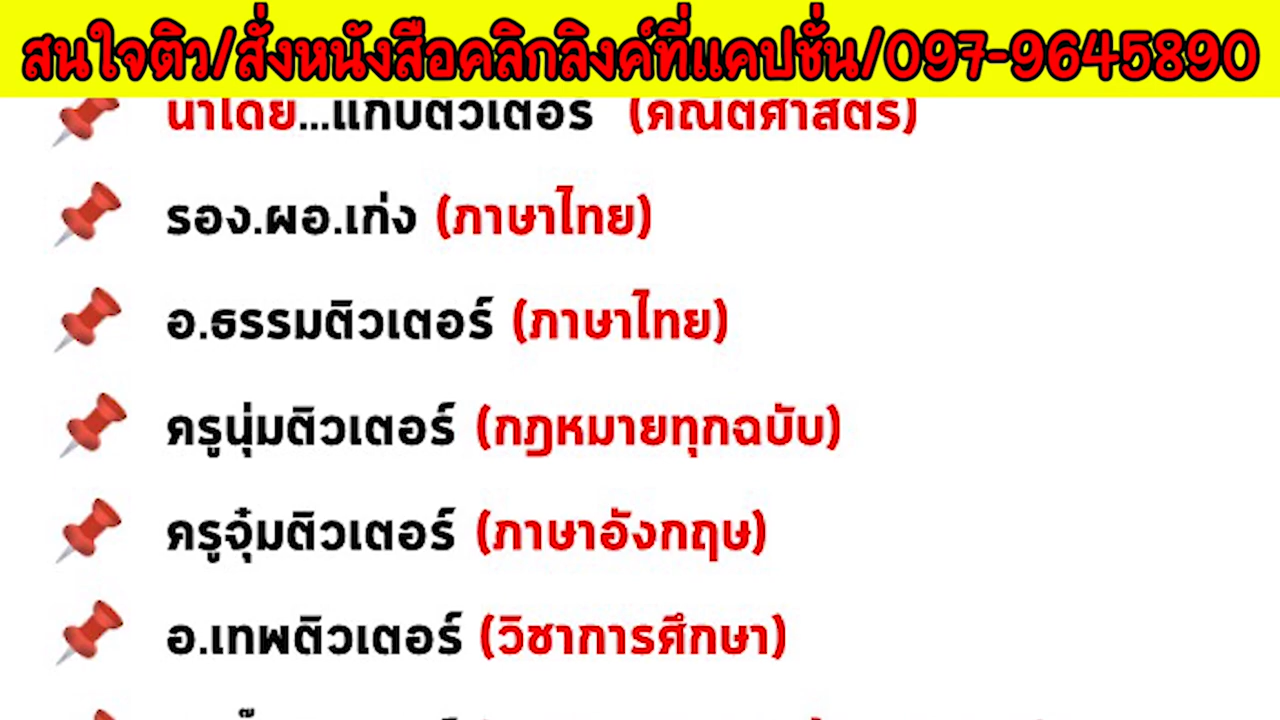 สนใจติว/สั่งหนังสือคลิกลิงค์ที่แคปชั่น/097-9645890
นำโดย...แก๊ปติวเตอร์ (คณิตศาสตร์)
รอง.ผอ.เก่ง (ภาษาไทย)
อ.ธรรมติวเตอร์ (ภาษาไทย)
ครูนุ่มติวเตอร์ (กฎหมายทุกฉบับ)
ครูจุ๋มติวเตอร์ (ภาษาอังกฤษ)
อ.เทพติวเตอร์ (วิชาการศึกษา)